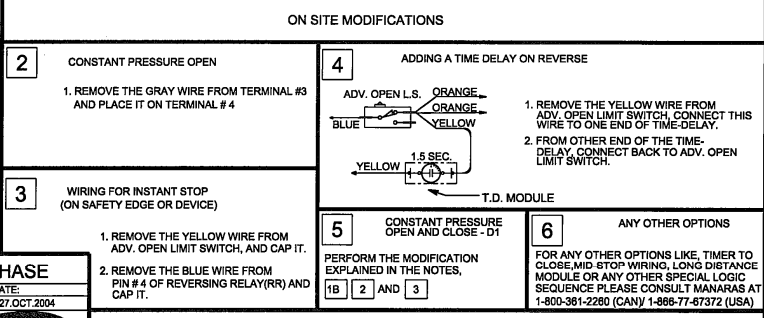 ON SITE MODIFICATIONS
2
CONSTANT PRESSURE OPEN
1. REMOVE THE GRAY WIRE FROM TERMINAL #3
AND PLACE IT ON TERMINAL # 4
3
WIRING FOR INSTANT STOP
(ON SAFETY EDGE OR DEVICE)
1. REMOVE THE YELLOW WIRE FROM
ADV. OPEN LIMIT SWITCH, AND CAP IT.
2. REMOVE THE BLUE WIRE FROM
PIN # 4 OF REVERSING RELAY(RR) AND
CAP IT.
HASE
ATE:
27.OCT.2004
4
ADDING A TIME DELAY ON REVERSE
ADV. OPEN L.S.
ORANGE
ORANGE
YELLOW
BLUE
1.5 SEC.
YELLOW
T.D. MODULE
1. REMOVE THE YELLOW WIRE FROM
ADV. OPEN LIMIT SWITCH, CONNECT THIS
WIRE TO ONE END OF TIME-DELAY.
2. FROM OTHER END OF THE TIME-
DELAY, CONNECT BACK TO ADV. OPEN
LIMIT SWITCH.
5
CONSTANT PRESSURE
OPEN AND CLOSE - D1
PERFORM THE MODIFICATION
EXPLAINED IN THE NOTES,
1B 2 AND 3
6
ANY OTHER OPTIONS
FOR ANY OTHER OPTIONS LIKE, TIMER TO
CLOSE,MID-STOP WIRING, LONG DISTANCE
MODULE OR ANY OTHER SPECIAL LOGIC
SEQUENCE PLEASE CONSULT MANARAS AT
1-800-361-2260 (CAN)/ 1-866-77-67372 (USA)